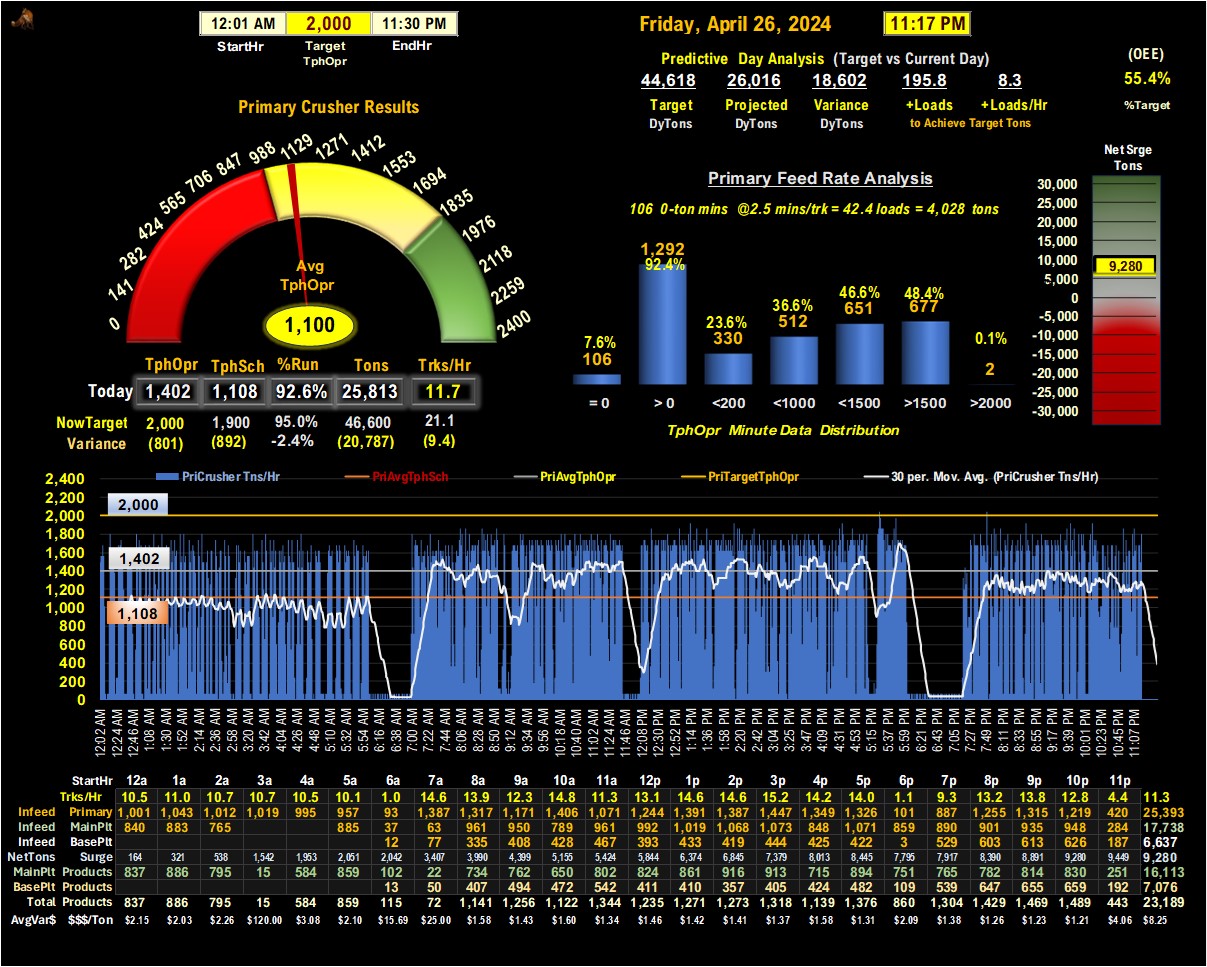 12:01 AM 2,000 11:30 PM
StartHr Target EndHr
TphOpr
Friday, April 26, 2024 11:17 PM
Predictive Day Analysis (Target vs Current Day)
44,618 26,016 18,602 195.8 8.3
Target Projected Variance +Loads +Loads/Hr
DyTons DyTons DyTons to Achieve Target Tons
(OEE)
55.4%
%Target
Primary Crusher Results
0 141 282 424 565 706 847 988 1129 1271 1412 1553 1694 1835 1976 2118 2259 2400
Avg
TphOpr
1,100
TphOpr TphSch %Run Tons Trks/Hr
Today 1,402 1,108 92.6% 25,813 11.7
NowTarget 2,000 1,900 95.0% 46,600 21.1
Variance (801) (892) -2.4% (20,787) (9.4)
Primary Feed Rate Analysis
106 0-ton mins @2.5 mins/trk = 42.4 loads = 4,028 tons
7.6% 92.4% 23.6% 36.6% 46.6% 48.4% 0.1%
106 1,292 330 512 651 677 2
= 0 > 0 <200 <1000 <1500 >1500 >2000
TphOpr Minute Data Distribution
NetSrge
Tons
30,000
25,000
20,000
15,000
10,000
9,280
5,000
0
-5,000
-10,000
-15,000
-20,000
-25,000
-30,000
PriCrusher Tns/Hr PriAvgTphSch PriAvgTphOpr PriTargetTphOpr 30 per. Mov. Avg. (PriCrusher Tns/Hr)
2,400
2,200
2,000
1,800
1,600
1,400
1,200
1,000
800
600
400
200
0
2,000
1,402
1,108
12:02 AM 12:24 AM 12:46 AM 1:08 AM 1:30 AM 1:52 AM 2:14 AM 2:36 AM 2:58 AM 3:20 AM 3:42 AM 4:04 AM 4:26 AM 4:48 AM 5:10 AM 5:32 AM 5:54 AM 6:16 AM 6:38 AM 7:00 AM 7:22 AM 7:44 AM 8:06 AM 8:28 AM 8:50 AM 9:12 AM 9:34 AM 9:56 AM 10:18 AM 10:40 AM 11:02 AM 11:24 AM 11:46 AM 12:08 PM 12:30 PM 12:52 PM 1:14 PM 1:36 PM 1:58 PM 2:20 PM 2:42 PM 3:04 PM 3:25 PM 3:47 PM 4:09 PM 4:31 PM 4:53 PM 5:15 PM 5:37 PM 5:59 PM 6:21 PM 6:43 PM 7:05 PM 7:27 PM 7:49 PM 8:11 PM 8:33 PM 8:55 PM 9:17 PM 9:39 PM 10:01 PM 10:23 PM 10:45 PM 11:07 PM
StartHr 12a 1a 2a 3a 4a 5a 6a 7a 8a 9a 10a 11a 12p 1p 2p 3p 4p 5p 6p 7p 8p 9p 10p 11p
Trks/Hr 10.5 11.0 10.7 10.7 10.5 10.1 1.0 14.6 13.9 12.3 14.8 11.3 13.1 14.6 14.6 15.2 14.2 14.0 1.1 9.3 13.2 13.8 12.8 4.4 11.3
Infeed Primary 1,001 1,043 1,012 1,019 995 957 93 1,387 1,317 1,171 1,406 1,071 1,244 1,391 1,387 1,447 1,349 1,326 101 887 1,255 1,315 1,219 420 25,393
Infeed MainPlt 840 883 765 885 37 63 961 950 789 961 992 1,019 1,068 1,073 848 1,071 859 890 901 935 948 284 17,738
Infeed BasePlt 12 77 335 408 428 467 393 433 419 444 425 422 3 529 603 613 626 187 6,637
NetTons Surge 164 321 538 1,542 1,953 2,051 2,042 3,407 3,990 4,399 5,155 5,424 5,844 6,374 6,845 7,379 8,013 8,445 7,795 7,917 8,390 8,891 9,280 9,449 9,280
MainPlt Products 837 886 795 15 584 859 102 22 734 762 650 802 824 861 916 913 715 894 751 765 782 814 830 251 16,113
BasePlt Products 13 50 407 494 472 542 411 410 357 405 424 482 109 539 647 655 659 192 7,076
Total Products 837 886 795 15 584 859 115 72 1,141 1,256 1,122 1,344 1,235 1,271 1,273 1,318 1,139 1,376 860 1,304 1,429 1,469 1,489 443 23,189
AvgVar$ $$$/Ton $2.15 $2.03 $2.26 $120.00 $3.08 $2.10 $15.69 $25.00 $1.58 $1.43 $1.60 $1.34 $1.46 $1.42 $1.41 $1.37 $1.58 $1.31 $2.09 $1.38 $1.26 $1.23 $1.21 $4.06 $8.25